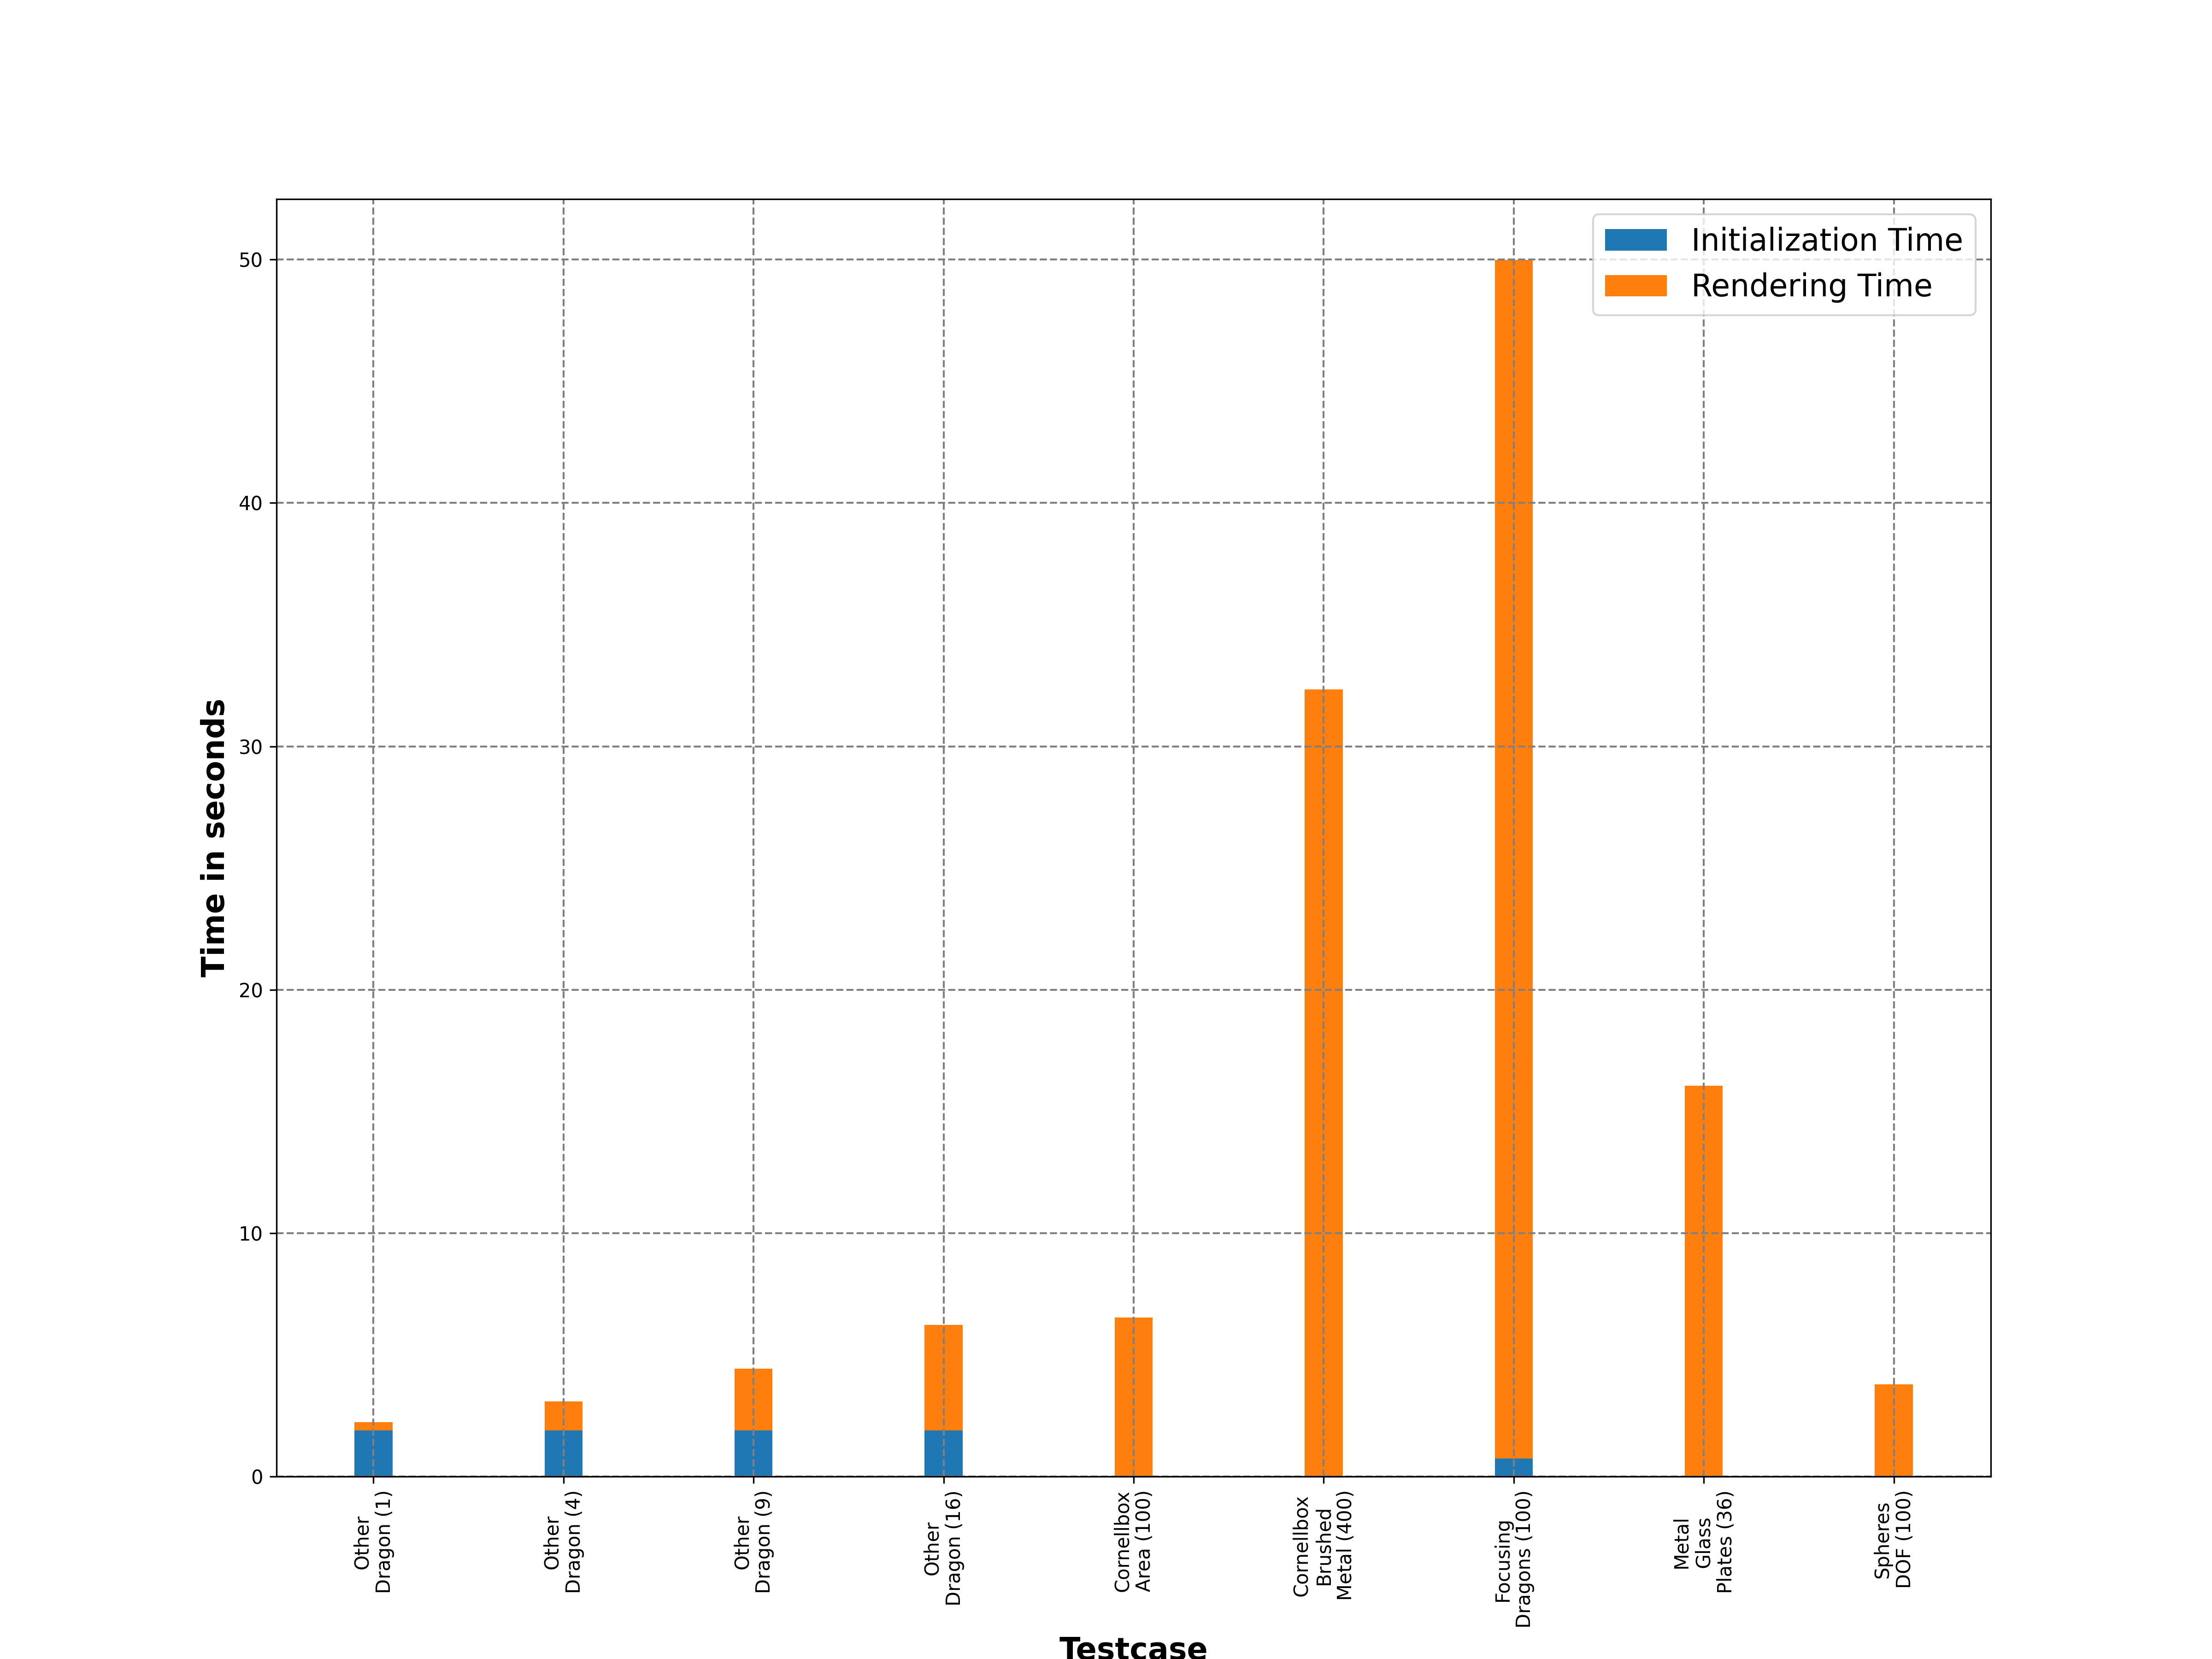 Initialization Time
Rendering Time
Time in seconds
50
40
30
20
10
0
Other
Dragon (1)
Other
Dragon (4)
Other
Dragon (9)
Other
Dragon (16)
Cornellbox
Area (100)
Cornellbox
Brushed
Metal (400)
Focusing
Dragons (100)
Metal
Glass
Plates (36)
Spheres
DOF (100)
Testcase